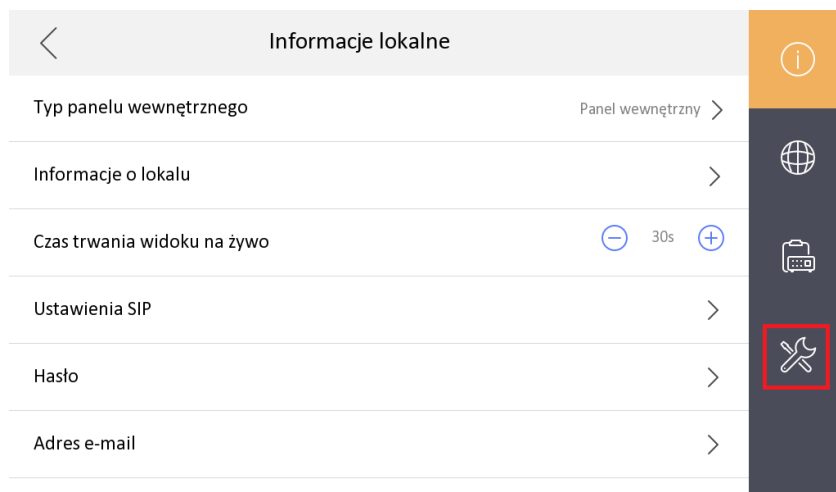 Informacje lokalne
Typ panelu wewnętrznego Panel wewnętrzny
Informacje o lokalu
Czas trwania widoku na żywo 30s
Ustawienia SIP
Hasło
Adres e-mail